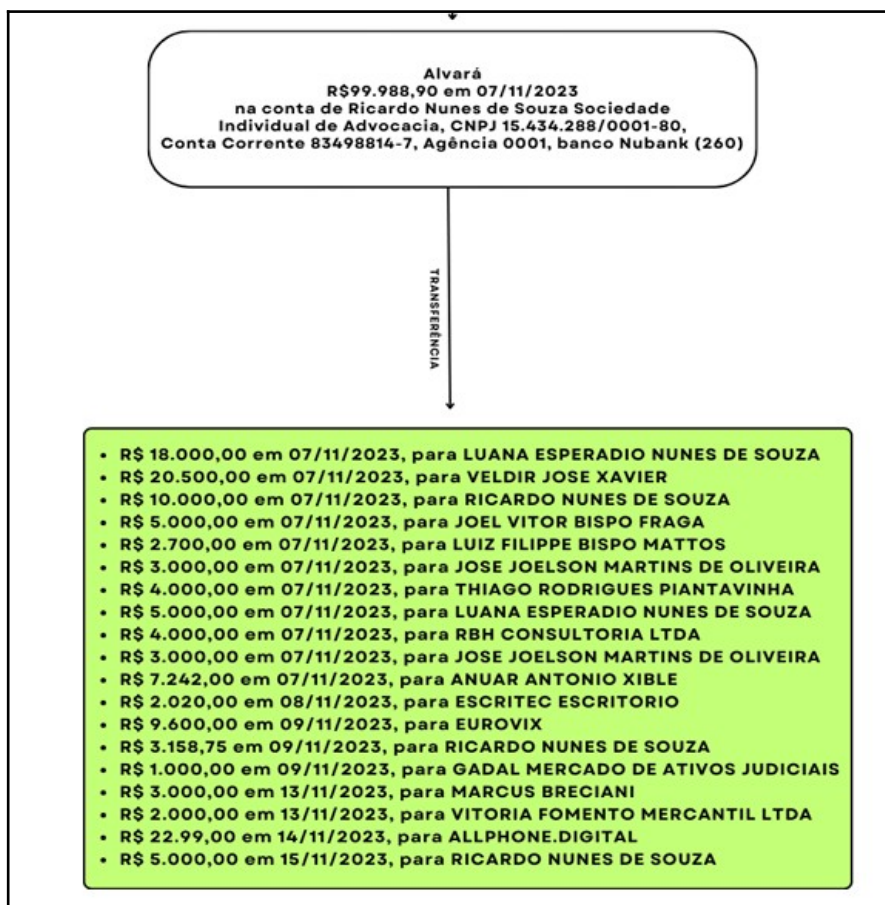 Alvará
R$99.988,90 em 07/11/2023
na conta de Ricardo Nunes de Souza Sociedade
Individual de Advocacia, CNPJ 15.434.288/0001-80,
Conta Corrente 83498814-7, Agência 0001, banco Nubank (260)
TRANSFERÊNCIA
• R$ 18.000,00 em 07/11/2023, para LUANA ESPERADIO NUNES DE SOUZA
• R$ 20.500,00 em 07/11/2023, para VELDIR JOSE XAVIER
• R$ 10.000,00 em 07/11/2023, para RICARDO NUNES DE SOUZA
• R$ 5.000,00 em 07/11/2023, para JOEL VITOR BISPO FRAGA
• R$ 2.700,00 em 07/11/2023, para LUIZ FILIPPE BISPO MATTOS
• R$ 3.000,00 em 07/11/2023, para JOSE JOELSON MARTINS DE OLIVEIRA
• R$ 4.000,00 em 07/11/2023, para THIAGO RODRIGUES PIANTAVINHA
• R$ 5.000,00 em 07/11/2023, para LUANA ESPERADIO NUNES DE SOUZA
• R$ 4.000,00 em 07/11/2023, para RBH CONSULTORIA LTDA
• R$ 3.000,00 em 07/11/2023, para JOSE JOELSON MARTINS DE OLIVEIRA
• R$ 7.242,00 em 07/11/2023, para ANUAR ANTONIO XIBLE
• R$ 2.020,00 em 08/11/2023, para ESCRITEC ESCRITORIO
• R$ 9.600,00 em 09/11/2023, para EUROVIX
• R$ 3.158,75 em 09/11/2023, para RICARDO NUNES DE SOUZA
• R$ 1.000,00 em 09/11/2023, para GADAL MERCADO DE ATIVOS JUDICIAIS
• R$ 3.000,00 em 13/11/2023, para MARCUS BRECIANI
• R$ 2.000,00 em 13/11/2023, para VITORIA FOMENTO MERCANTIL LTDA
• R$ 22.99,00 em 14/11/2023, para ALLPHONE.DIGITAL
• R$ 5.000,00 em 15/11/2023, para RICARDO NUNES DE SOUZA